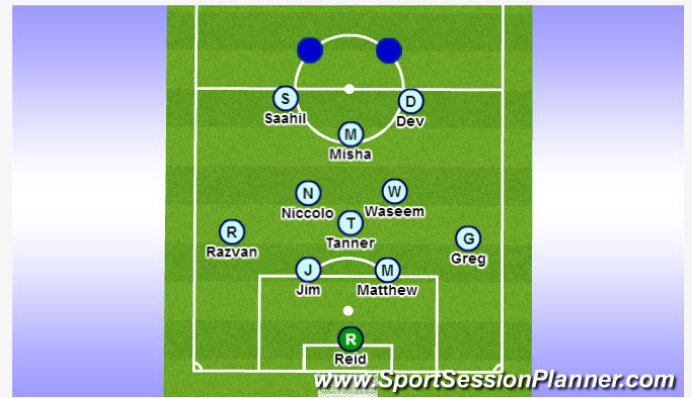 S
D
Saahil
Dev
M
Misha
N
W
Niccolo
Waseem
T
Tanner
R
G
Razvan
Greg
J
M
Jim
Matthew
R
Reid
www.SportSessionPlanner.com